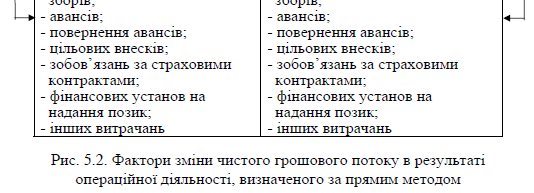 зборів;
- авансів;
- повернення авансів;
- цільових внесків;
- зобов’язань за страховими
контрактами;
- фінансових установ на
надання позик;
- інших витрачань
зборів;
- авансів;
- повернення авансів;
- цільових внесків;
- зобов’язань за страховими
контрактами;
- фінансових установ на
надання позик;
- інших витрачань
Рис. 5.2. Фактори зміни чистого грошового потоку в результаті
операційної діяльності, визначеного за прямим методом